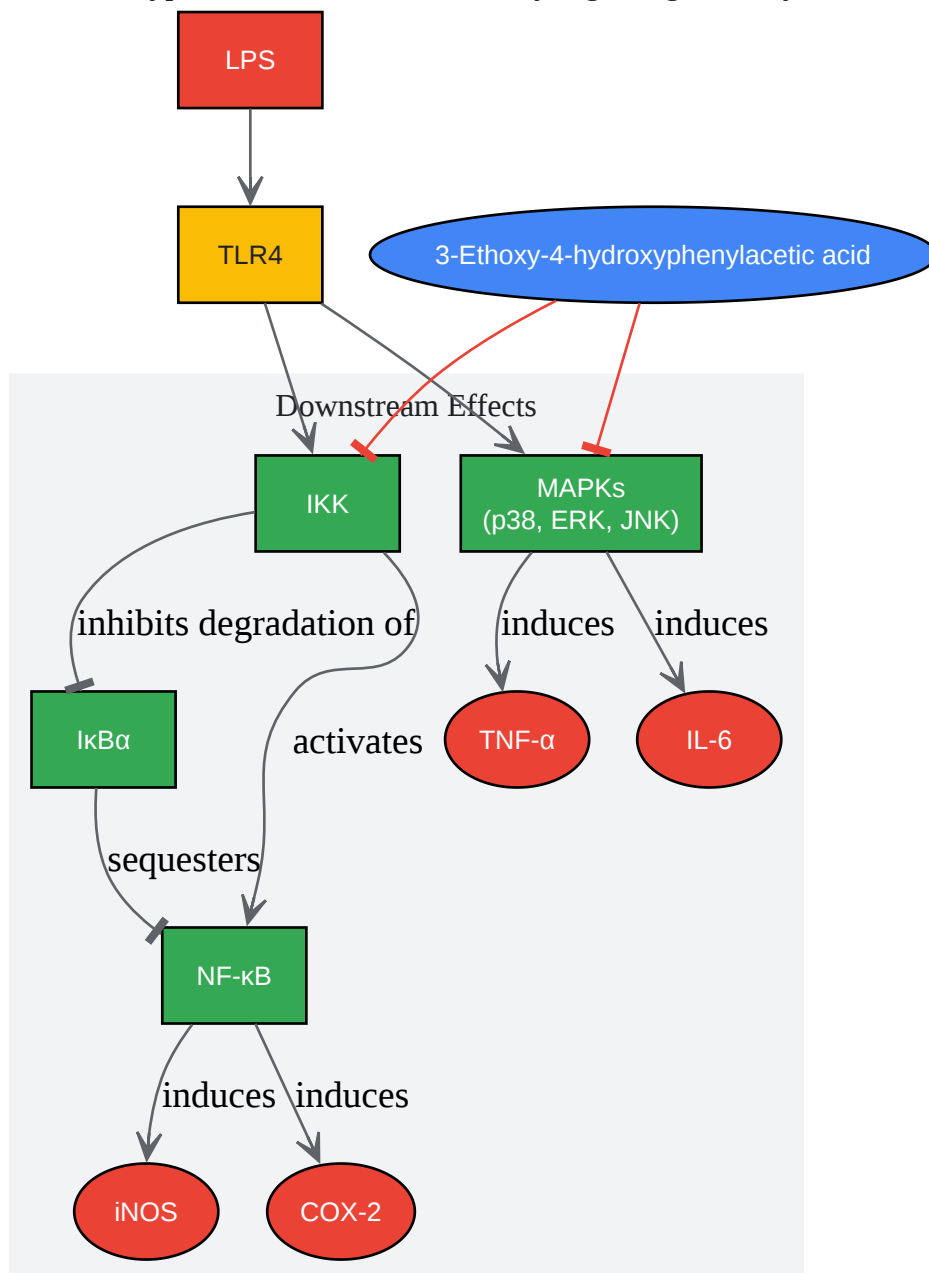 LPS
TLR4
3-Ethoxy-4-hydroxyphenylacetic acid
Downstream Effects
IKK
MAPKs
(p38, ERK, JNK)
inhibits degradation of
induces
induces
IκBα
activates
TNF-α
IL-6
sequesters
NF-κB
induces
induces
iNOS
COX-2